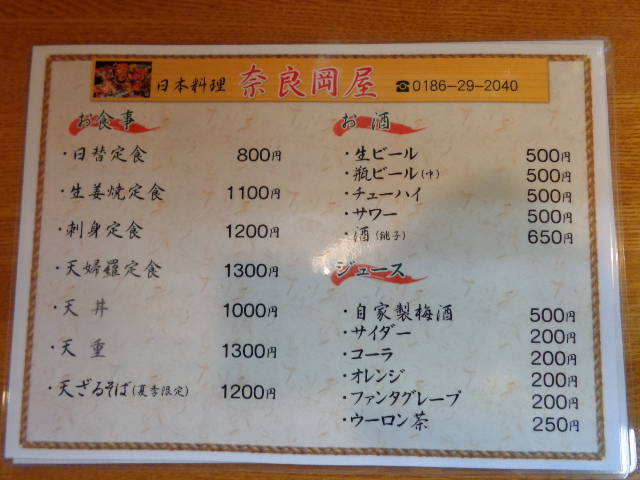 日本料理 奈良岡屋 ☎0186-29-2040
お食事
・日替定食 800円
・生姜焼定食 1100円
・刺身定食 1200円
・天婦羅定食 1300円
・天丼 1000円
・天重 1300円
・天ざるそば(夏季限定) 1200円
お酒
・生ビール 500円
・瓶ビール(中) 500円
・チューハイ 500円
・サワー 500円
・酒(銚子) 650円
ジュース
・自家製梅酒 500円
・サイダー 200円
・コーラ 200円
・オレンジ 200円
・ファンタグレープ 200円
・ウーロン茶 250円